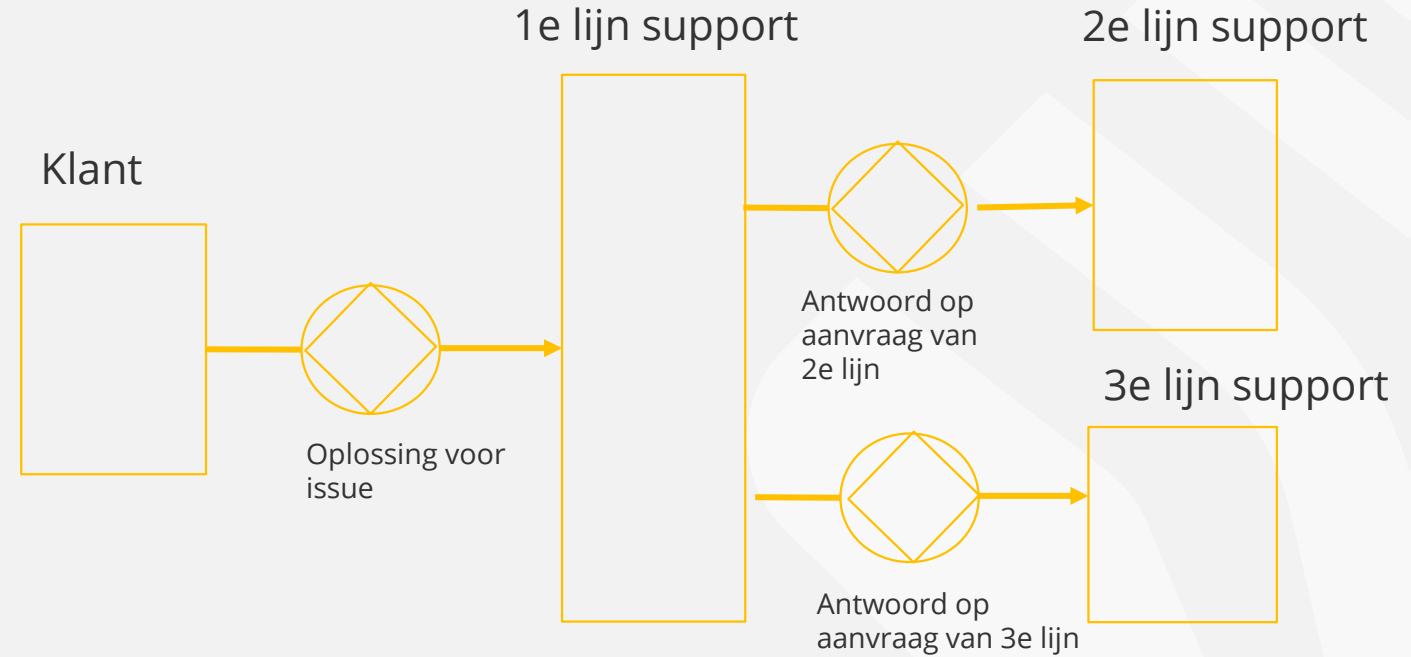 1e lijn support
2e lijn support
Klant
Antwoord op
aanvraag van
2e lijn
3e lijn support
Oplossing voor
issue
Antwoord op
aanvraag van 3e lijn